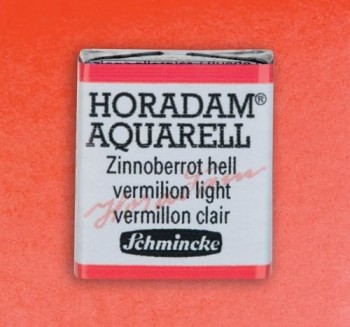 HORADAM®
AQUARELL
Zinnoberrot hell
vermilion light
vermillon clair
Schmincke